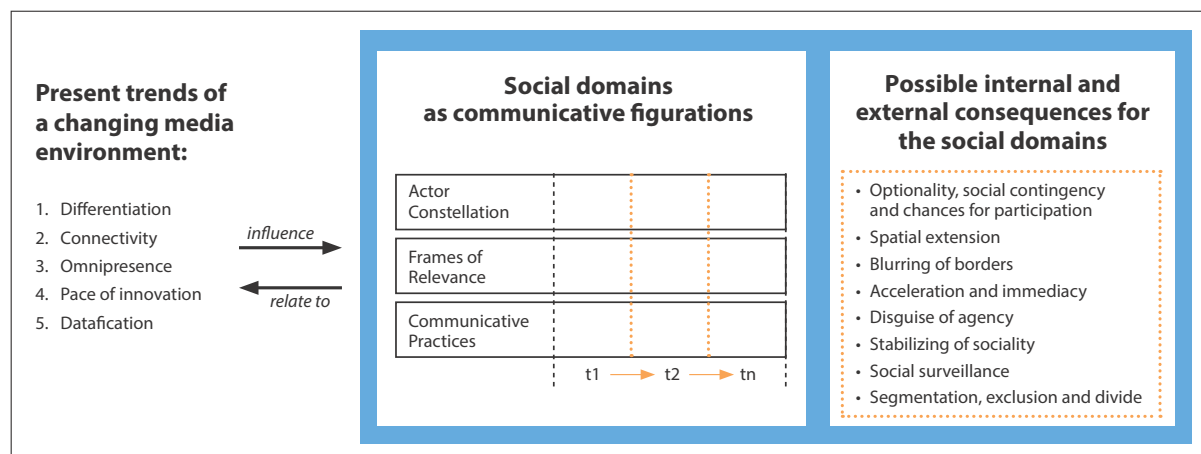 Present trends of
a changing media
environment:
1. Differentiation
2. Connectivity
3. Omnipresence
4. Pace of innovation
5. Datafication
influence
relate to
Social domains
as communicative figurations
Actor
Constellation
Frames of
Relevance
Communicative
Practices
t1
t2
tn
Possible internal and
external consequences for
the social domains
• Optionality, social contingency
and chances for participation
• Spatial extension
• Blurring of borders
• Acceleration and immediacy
• Disguise of agency
• Stabilizing of sociality
• Social surveillance
• Segmentation, exclusion and divide